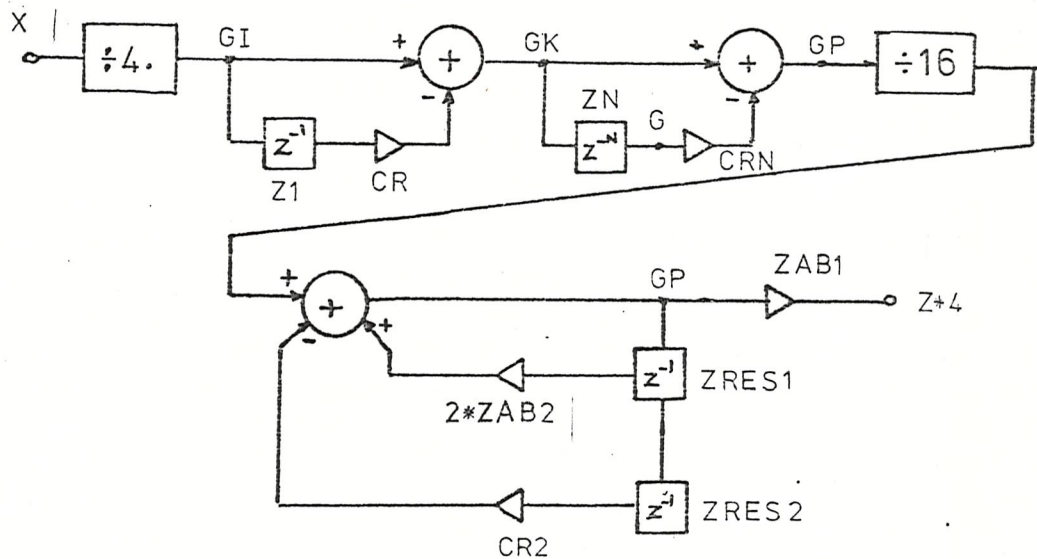 X
÷4.
GI
+
+
-
z⁻¹
Z1
CR
GK
+
+
-
ZN
z⁻ᴺ
G
CRN
GP
÷16
+
+
-
+
GP
ZAB1
Z+4
z⁻¹
ZRES1
2*ZAB2
z⁻¹
ZRES2
CR2